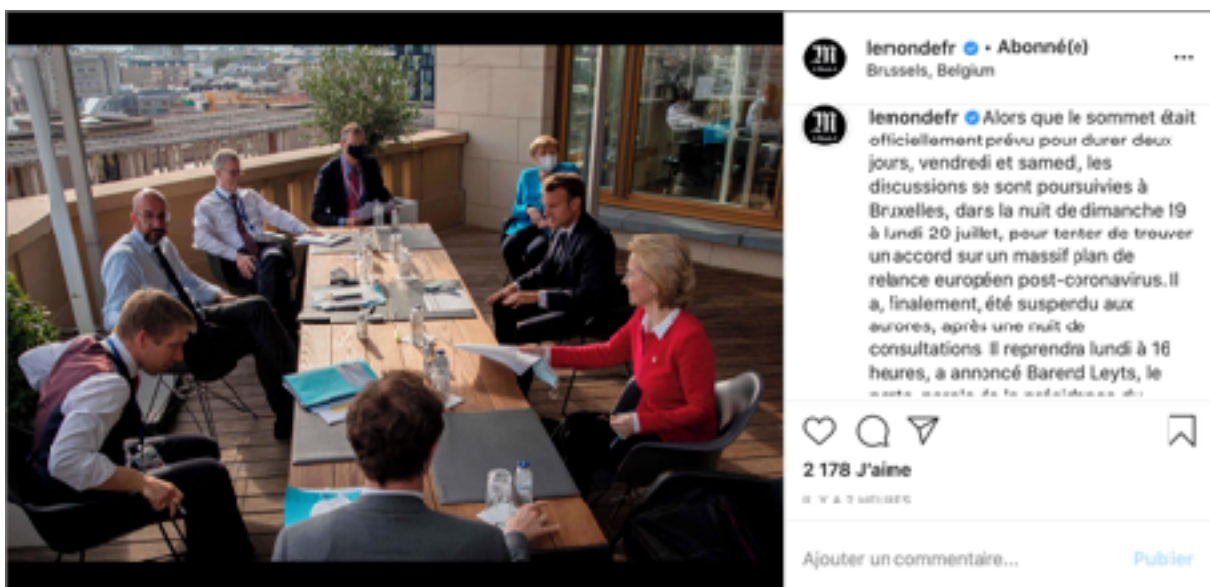 lemondefr • Abonné(e)
Brussels, Belgium
lemondefr Alors que le sommet était
officiellement prévu pour durer deux
jours, vendredi et samed, les
discussions se sont poursuivies à
Bruxelles, dans la nuit de dimanche 19
à lundi 20 juillet, pour tenter de trouver
un accord sur un massif plan de
relance européen post-coronavirus. Il
a, finalement, été suspendu aux
aurores, après une nuit de
consultations. Il reprendra lundi à 16
heures, a annoncé Barend Leyts, le
2 178 J'aime
Ajouter un commentaire...
Publier